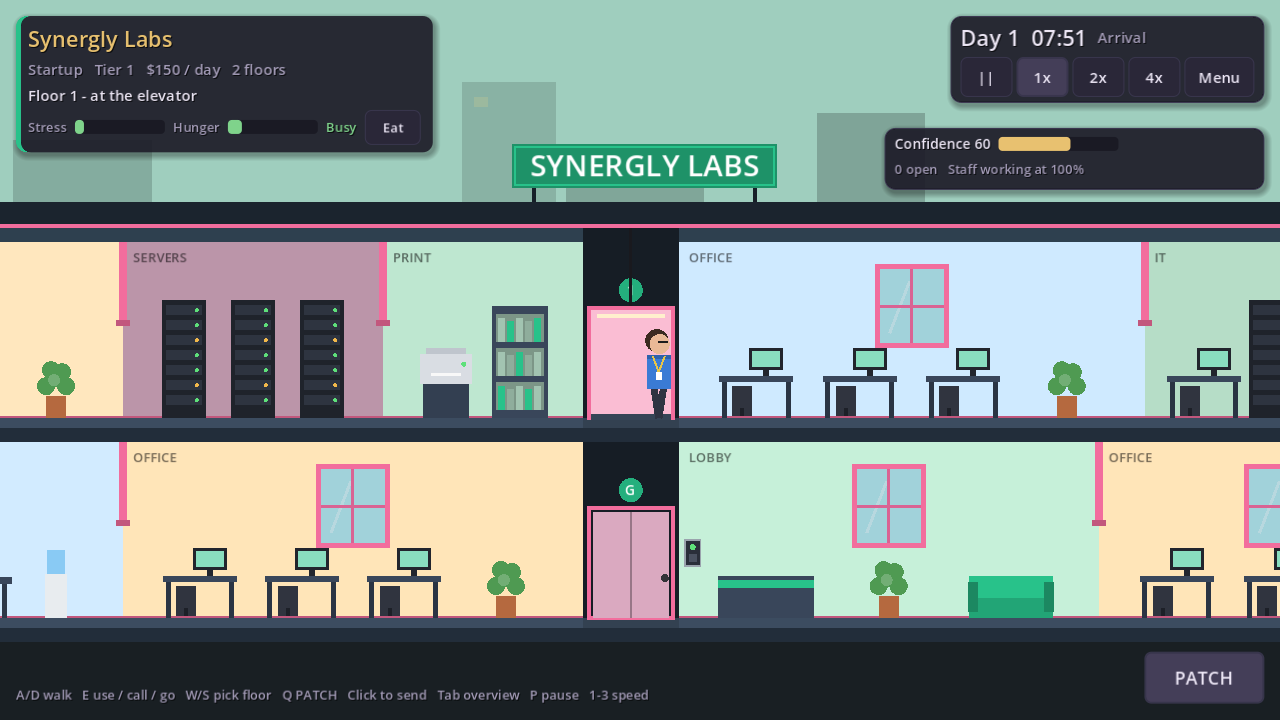 Synergly Labs
Startup Tier 1 $150 / day 2 floors
Floor 1 - at the elevator
Stress Hunger Busy Eat
Day 1 07:51 Arrival
|| 1x 2x 4x Menu
Confidence 60
0 open Staff working at 100%
SYNERGLY LABS
SERVERS PRINT OFFICE IT
OFFICE G LOBBY OFFICE
PATCH
A/D walk E use / call / go W/S pick floor Q PATCH Click to send Tab overview P pause 1-3 speed